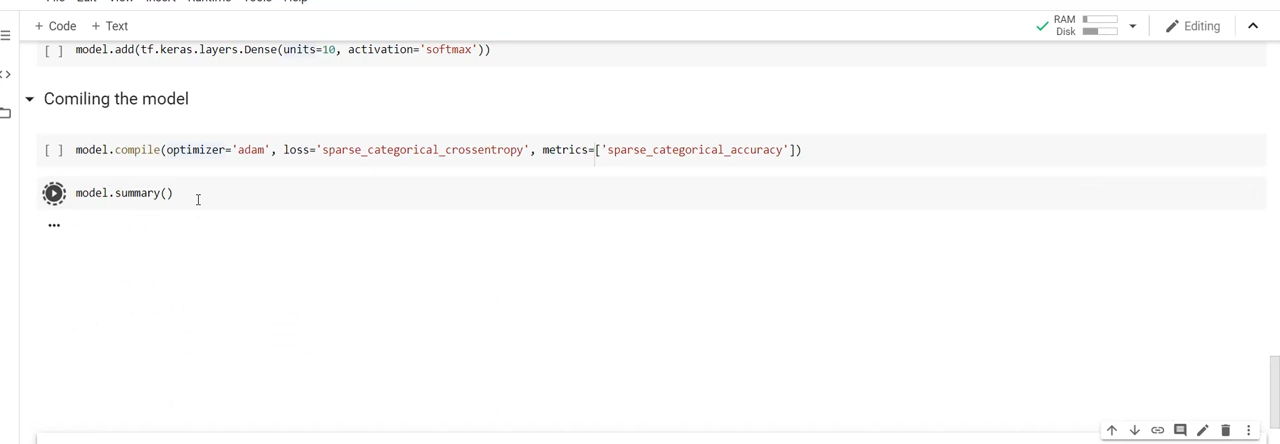 + Code + Text
RAM
Disk
Editing
[ ] model.add(tf.keras.layers.Dense(units=10, activation='softmax'))
Comiling the model
[ ] model.compile(optimizer='adam', loss='sparse_categorical_crossentropy', metrics=['sparse_categorical_accuracy'])
model.summary()
...